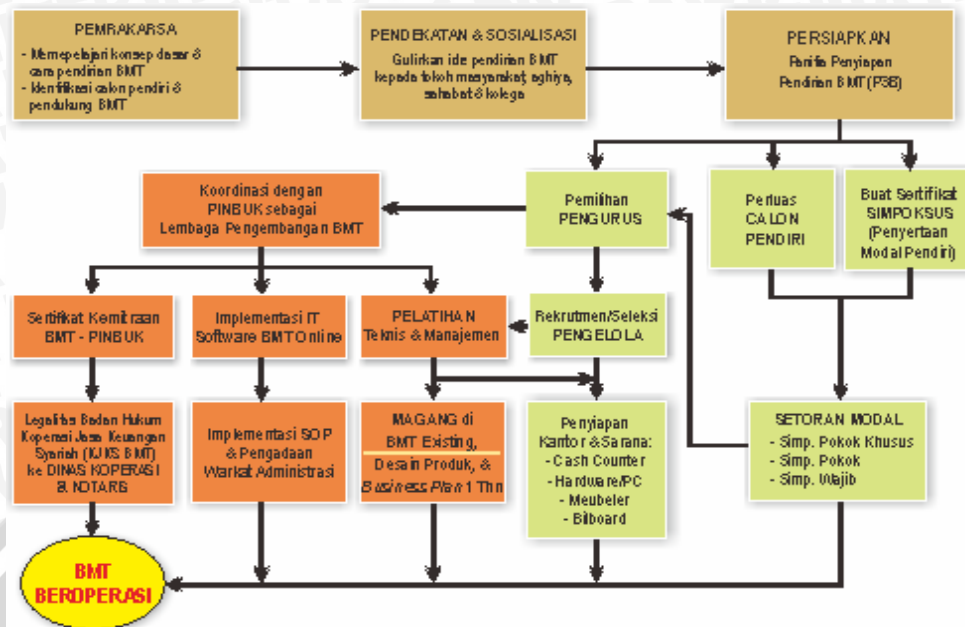 PEMRAKARSA
- Memepelajari konsep dasar &
cara pendirian BMT
- Identifikasi calon pendiri &
pendukung BMT
PENDEKATAN & SOSIALISASI
Gulirkan ide pendirian BMT
kepada tokoh masyarakat, aghiya,
sahabat & kolega
PERSIAPKAN
Panitia Penyiapan
Pendirian BMT (P3B)
Koordinasi dengan
PINBUK sebagai
Lembaga Pengembangan BMT
Pemilihan
PENGURUS
Perluas
CALON
PENDIRI
Buat Sertifikat
SIMPOKSUS
(Penyertaan
Modal Pendiri)
Sertifikat Kemitraan
BMT - PINBUK
Implementasi IT
Software BMT Online
PELATIHAN
Teknis & Manajemen
Rekrutmen/Seleksi
PENGELOLA
Legalitas Badan Hukum
Koperasi Jasa Keuangan
Syariah (KJKS BMT)
ke DINAS KOPERASI
& NOTARIS
Implementasi SOP
& Pengadaan
Warkat Administrasi
MAGANG di
BMT Existing,
Desain Produk, &
Business Plan 1 Thn
Penyiapan
Kantor & Sarana:
- Cash Counter
- Hardware/PC
- Meubeler
- Bilboard
SETORAN MODAL
- Simp. Pokok Khusus
- Simp. Pokok
- Simp. Wajib
BMT
BEROPERASI